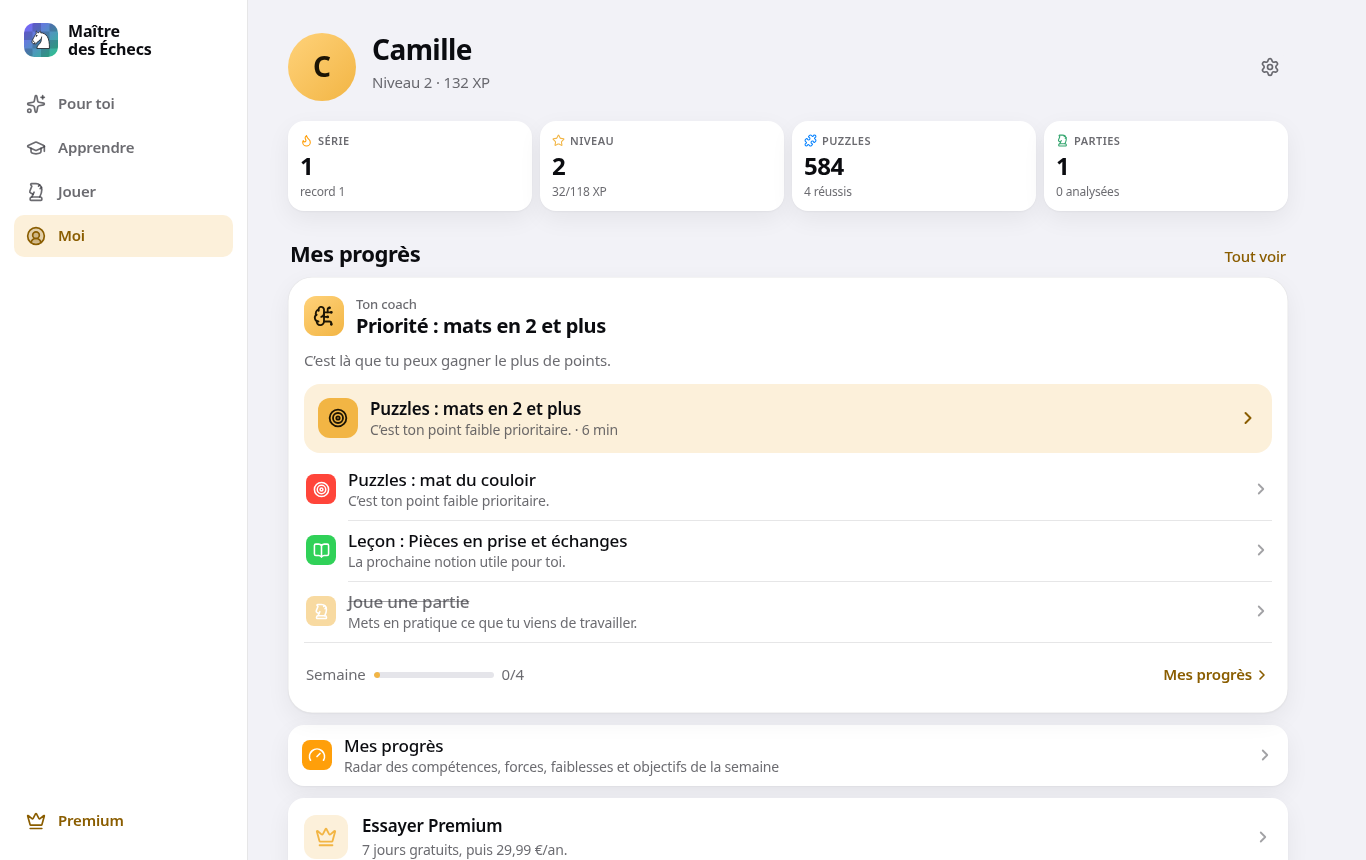 Maître
des Échecs
Pour toi
Apprendre
Jouer
Moi
Premium
C
Camille
Niveau 2 · 132 XP
SÉRIE
1
record 1
NIVEAU
2
32/118 XP
PUZZLES
584
4 réussis
PARTIES
1
0 analysées
Mes progrès
Tout voir
Ton coach
Priorité : mats en 2 et plus
C’est là que tu peux gagner le plus de points.
Puzzles : mats en 2 et plus
C’est ton point faible prioritaire. · 6 min
Puzzles : mat du couloir
C’est ton point faible prioritaire.
Leçon : Pièces en prise et échanges
La prochaine notion utile pour toi.
Joue une partie
Mets en pratique ce que tu viens de travailler.
Semaine 0/4
Mes progrès
Mes progrès
Radar des compétences, forces, faiblesses et objectifs de la semaine
Essayer Premium
7 jours gratuits, puis 29,99 €/an.